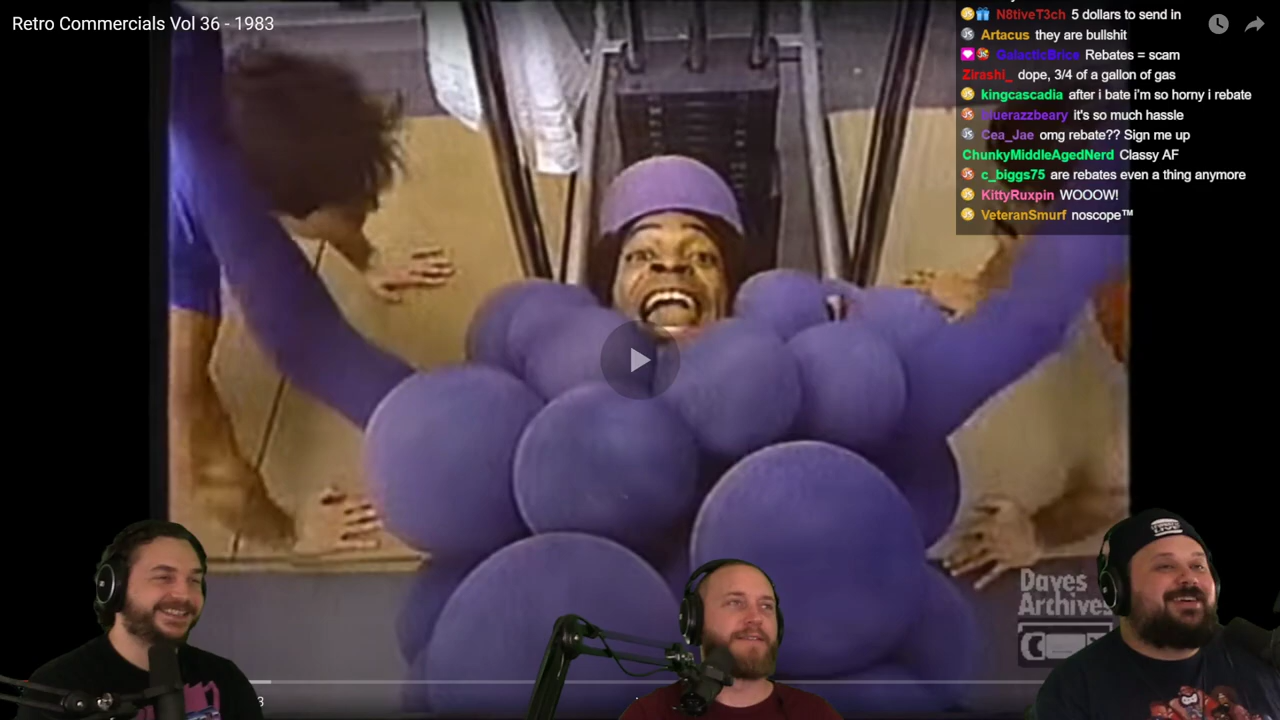 Retro Commercials Vol 36 - 1983
N8tiveT3ch 5 dollars to send in
Artacus they are bullshit
GalacticBrice Rebates = scam
Zirashi_ dope, 3/4 of a gallon of gas
kingcascadia after i bate i'm so horny i rebate
bluerazzbeary it's so much hassle
Cea_Jae omg rebate?? Sign me up
ChunkyMiddleAgedNerd Classy AF
c_biggs75 are rebates even a thing anymore
KittyRuxpin WOOOW!
VeteranSmurf noscope™
Daves
Archives
3